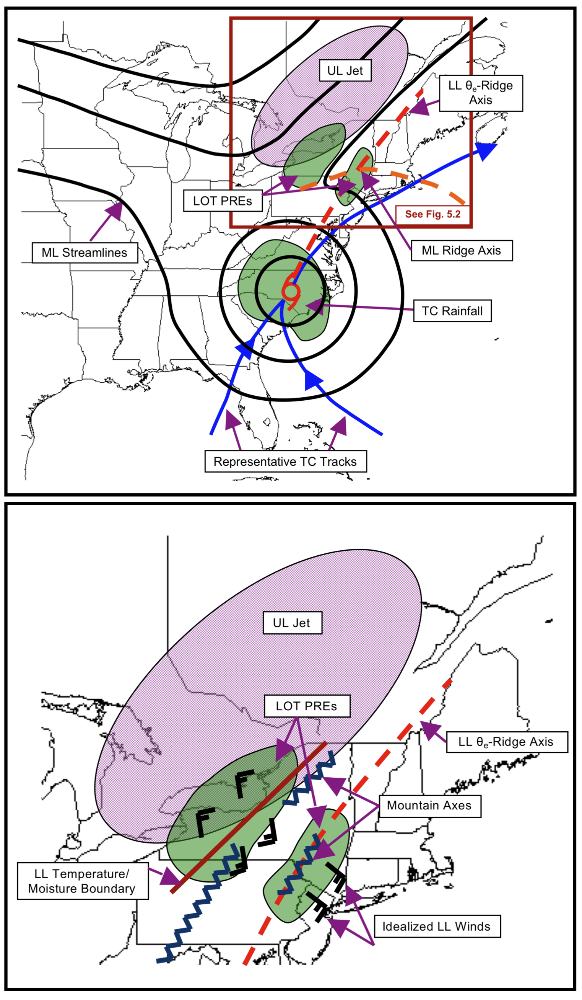 UL Jet
LL θe-Ridge
Axis
LOT PREs
See Fig. 5.2
ML Streamlines
ML Ridge Axis
TC Rainfall
Representative TC Tracks
UL Jet
LOT PREs
LL θe-Ridge Axis
Mountain Axes
LL Temperature/
Moisture Boundary
Idealized LL Winds